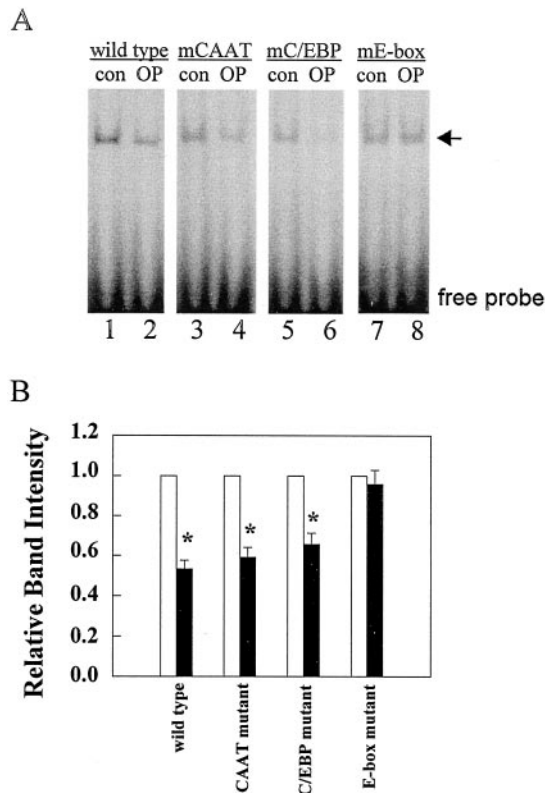 A
wild type mCAAT mC/EBP mE-box
con OP con OP con OP con OP
free probe
1 2 3 4 5 6 7 8
B
Relative Band Intensity
1.2
1.0
0.8
0.6
0.4
0.2
0.0
* * *
wild type
CAAT mutant
C/EBP mutant
E-box mutant